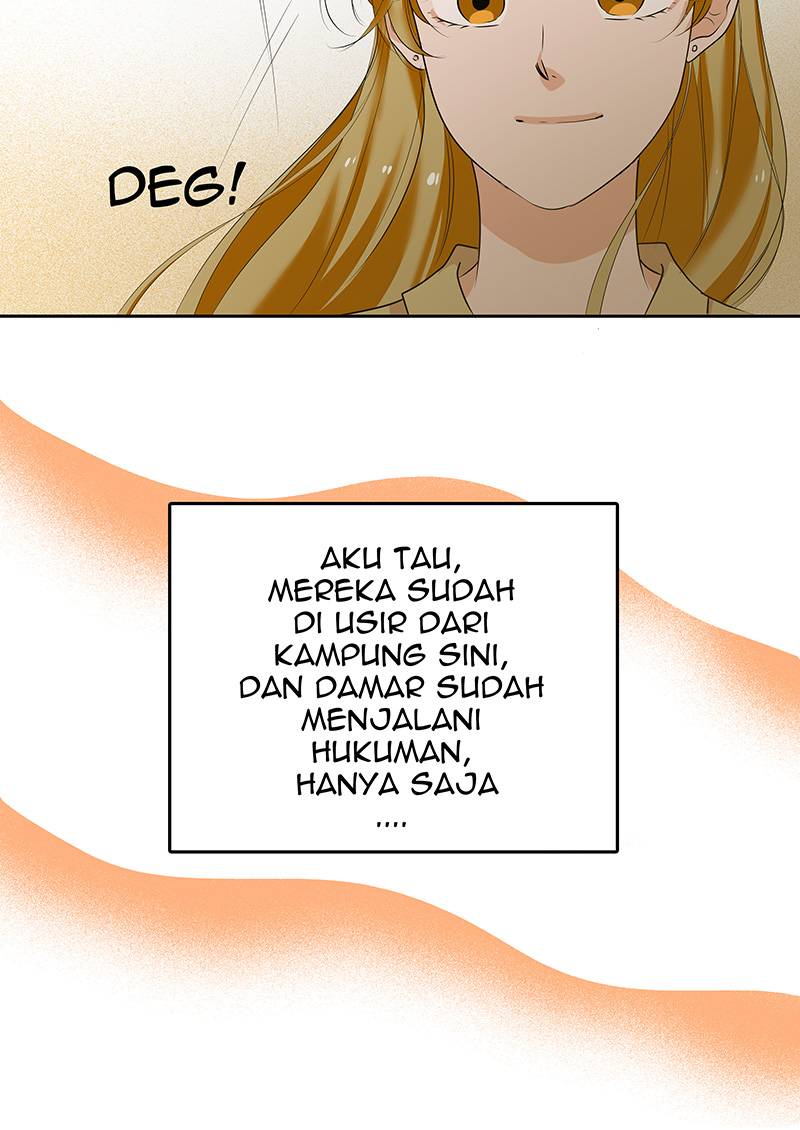 DEG!
AKU TAU,
MEREKA SUDAH
DI USIR DARI
KAMPUNG SINI,
DAN DAMAR SUDAH
MENJALANI
HUKUMAN,
HANYA SAJA
....